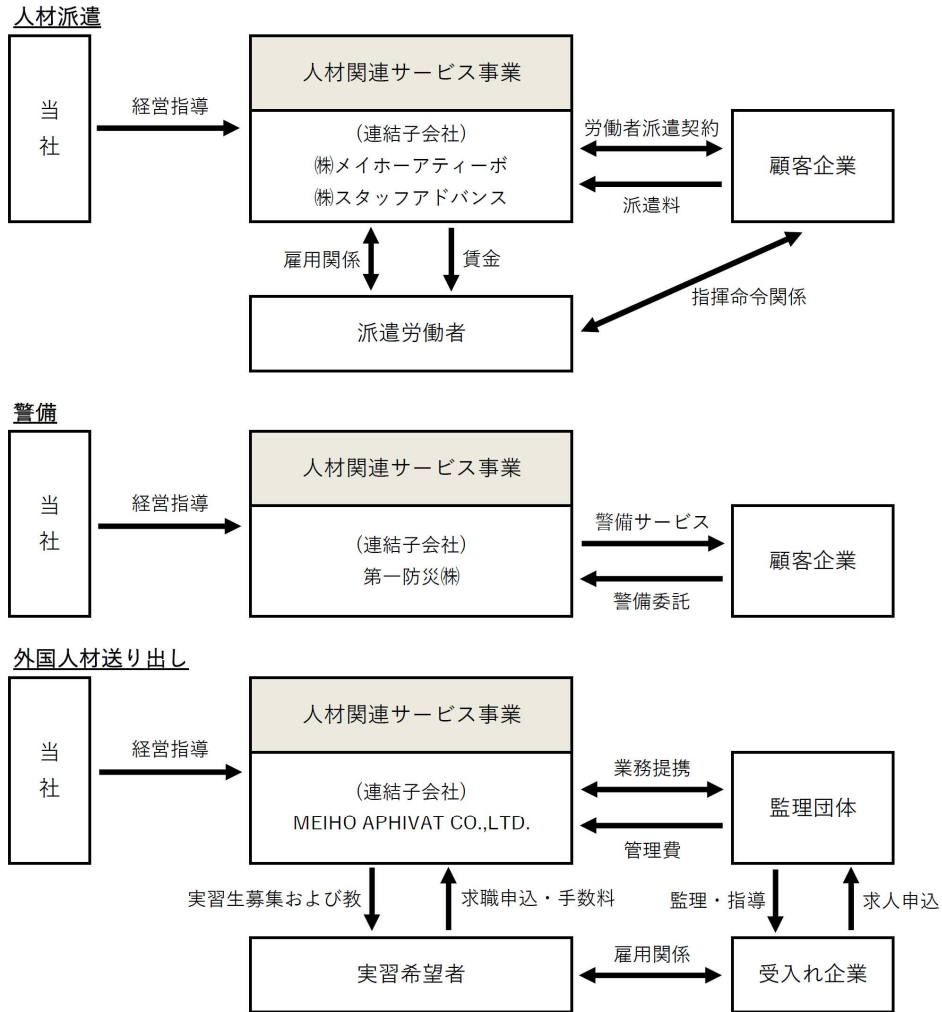 人材派遣
当
社
経営指導
人材関連サービス事業
(連結子会社)
㈱メイホーアティーボ
㈱スタッフアドバンス
労働者派遣契約
派遣料
顧客企業
雇用関係
賃金
指揮命令関係
派遣労働者
警備
当
社
経営指導
人材関連サービス事業
(連結子会社)
第一防災㈱
警備サービス
警備委託
顧客企業
外国人材送り出し
当
社
経営指導
人材関連サービス事業
(連結子会社)
MEIHO APHIVAT CO.,LTD.
業務提携
管理費
監理団体
実習生募集および教
求職申込・手数料
監理・指導
求人申込
実習希望者
雇用関係
受入れ企業